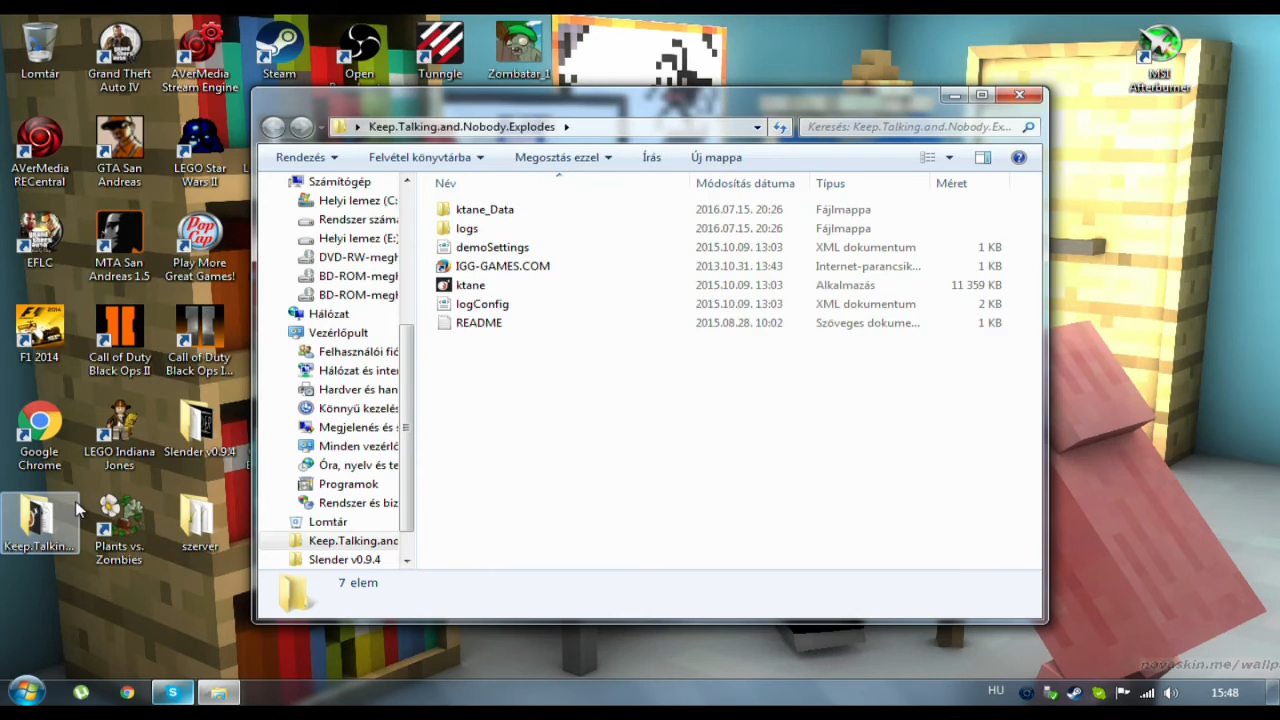 Lomtár
Grand Theft
Auto IV
AVerMedia
Stream Engine
Steam
Open
Tunngle
Zombatar_1
MSI
Afterburner
AVerMedia
RECentral
GTA San
Andreas
LEGO Star
Wars II
EFLC
MTA San
Andreas 1.5
PopCap
Play More
Great Games!
F1 2014
Call of Duty
Black Ops II
Call of Duty
Black Ops I...
Google
Chrome
LEGO Indiana
Jones
Slender v0.9.4
Keep.Talkin...
Plants vs.
Zombies
szerver
Keep.Talking.and.Nobody.Explodes
Keresés: Keep.Talking.and.Nobody.Ex...
Rendezés
Felvétel könyvtárba
Megosztás ezzel
Írás
Új mappa
Számítógép
Helyi lemez (C:
Rendszer száma
Helyi lemez (E:)
DVD-RW-megh
BD-ROM-megh
BD-ROM-megh
Hálózat
Vezérlőpult
Felhasználói fió
Hálózat és inter
Hardver és han
Könnyű kezelés
Megjelenés és s
Minden vezérlő
Óra, nyelv és te
Programok
Rendszer és biz
Lomtár
Keep.Talking.and
Slender v0.9.4
Név Módosítás dátuma Típus Méret
ktane_Data 2016.07.15. 20:26 Fájlmappa
logs 2016.07.15. 20:26 Fájlmappa
demoSettings 2015.10.09. 13:03 XML dokumentum 1 KB
IGG-GAMES.COM 2013.10.31. 13:43 Internet-parancsik... 1 KB
ktane 2015.10.09. 13:03 Alkalmazás 11 359 KB
logConfig 2015.10.09. 13:03 XML dokumentum 2 KB
README 2015.08.28. 10:02 Szöveges dokume... 1 KB
7 elem
novaskin.me/wallp
HU
15:48